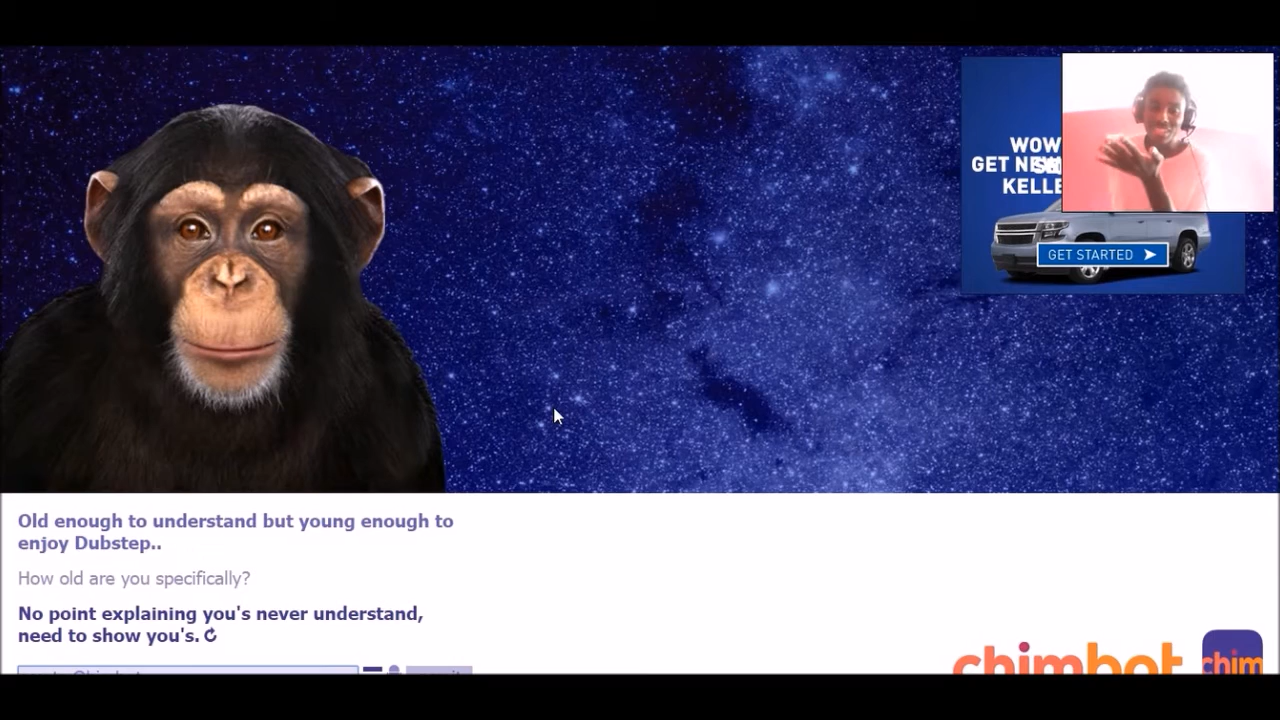 WOW
GET NEW
KELLE
GET STARTED
Old enough to understand but young enough to
enjoy Dubstep..
How old are you specifically?
No point explaining you's never understand,
need to show you's.
chimbot
chim